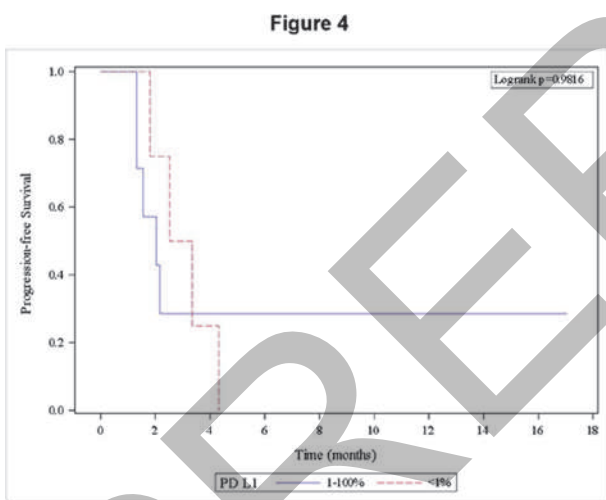 Figure 4
Logrank p=0.9816
1.0
0.8
0.6
0.4
0.2
0.0
Progression-free Survival
0 2 4 6 8 10 12 14 16 18
Time (months)
PD L1 1-100% <1%